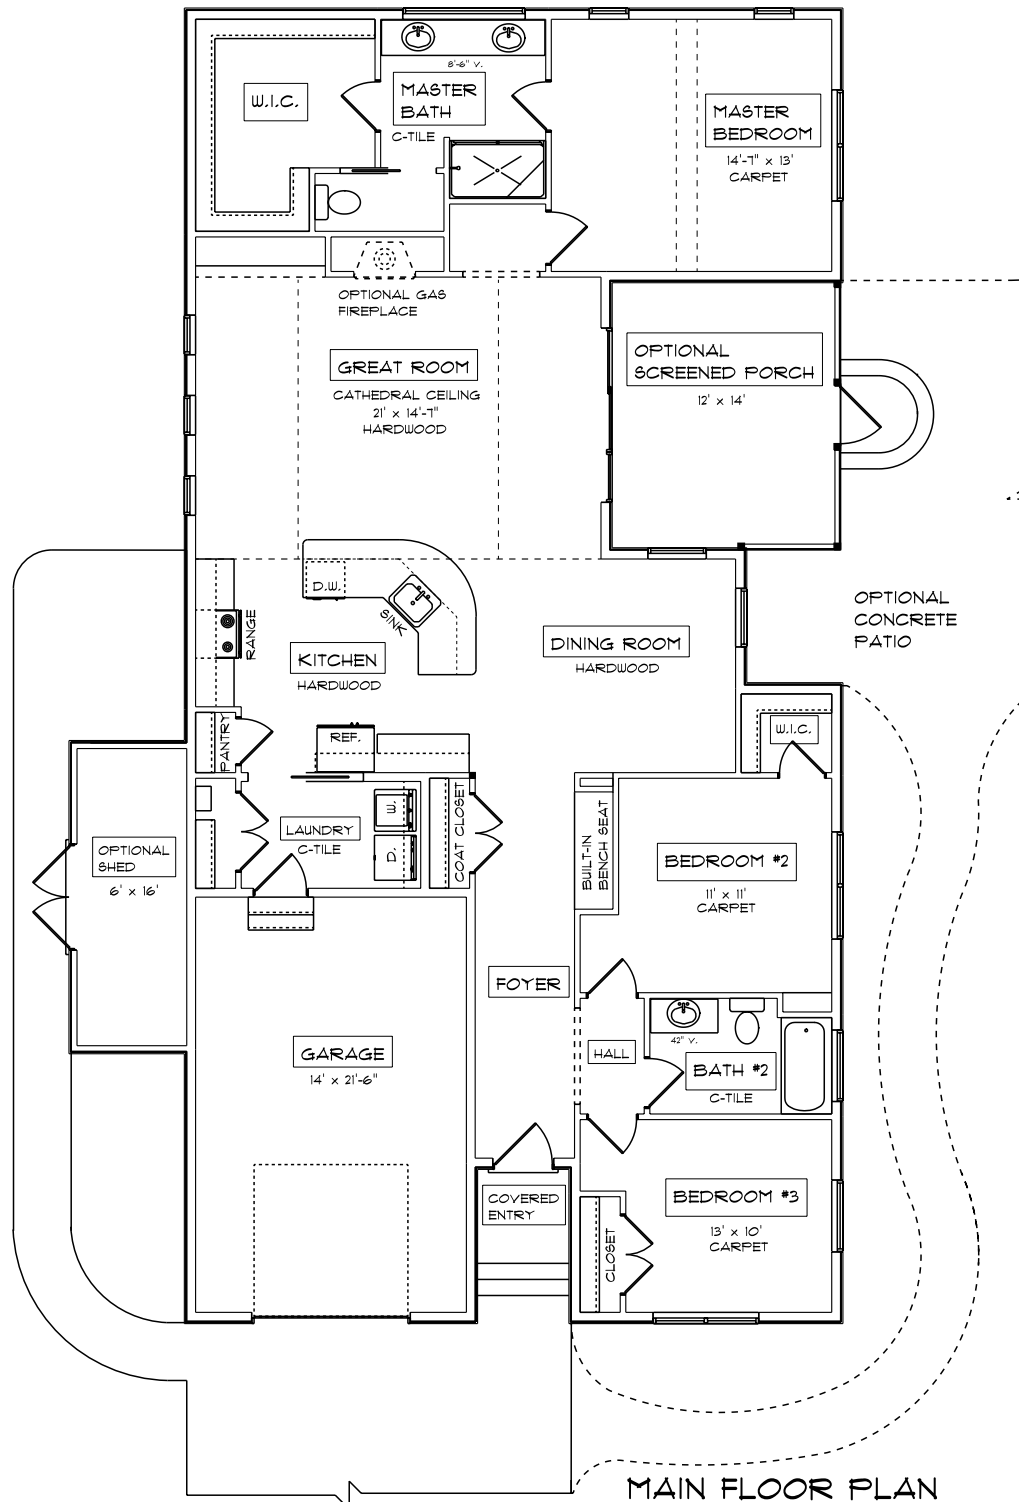 8'-6" V.
W.I.C.
MASTER
BATH
C-TILE
MASTER
BEDROOM
14'-7" x 13'
CARPET
OPTIONAL GAS
FIREPLACE
GREAT ROOM
CATHEDRAL CEILING
21' x 14'-7"
HARDWOOD
OPTIONAL
SCREENED PORCH
12' x 14'
D.W.
SINK
RANGE
KITCHEN
HARDWOOD
DINING ROOM
HARDWOOD
OPTIONAL
CONCRETE
PATIO
PANTRY
REF.
W.I.C.
LAUNDRY
C-TILE
W.
D.
COAT CLOSET
BUILT-IN
BENCH SEAT
BEDROOM #2
11' x 11'
CARPET
OPTIONAL
SHED
6' x 16'
FOYER
GARAGE
14' x 21'-6"
HALL
42" V.
BATH #2
C-TILE
COVERED
ENTRY
BEDROOM #3
13' x 10'
CARPET
CLOSET
MAIN FLOOR PLAN